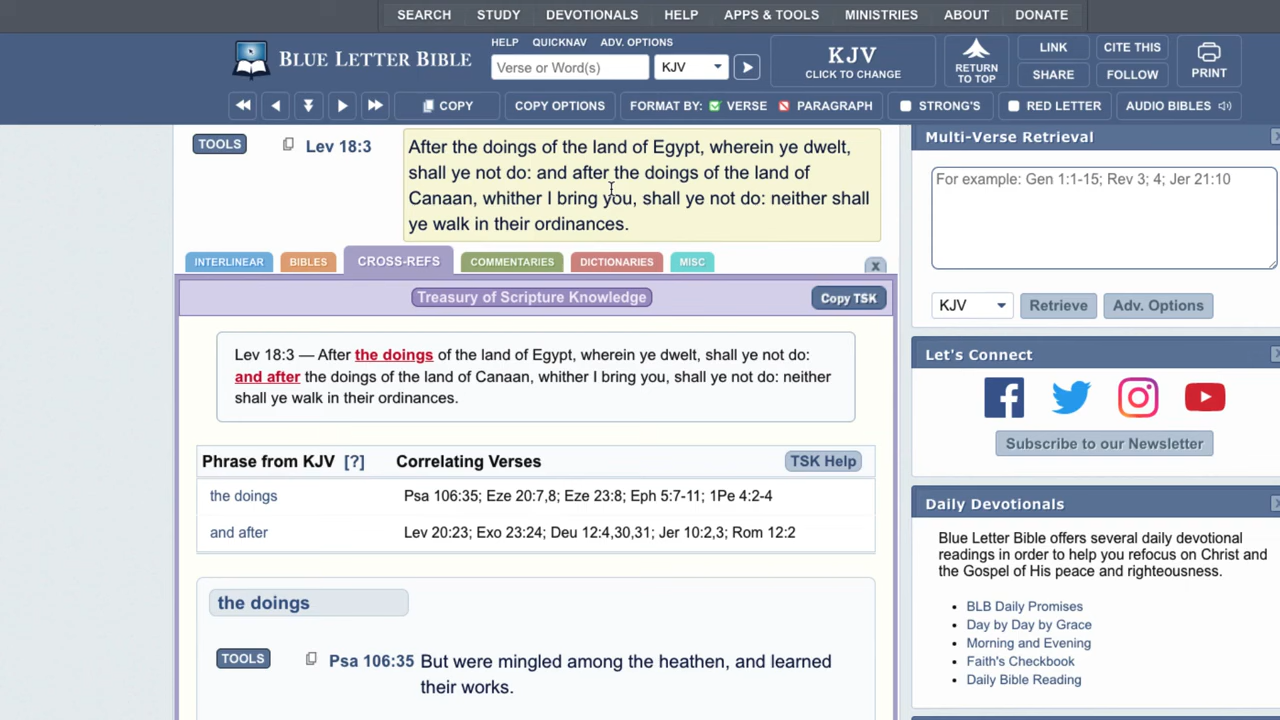 SEARCH STUDY DEVOTIONALS HELP APPS & TOOLS MINISTRIES ABOUT DONATE
BLUE LETTER BIBLE
HELP QUICKNAV ADV. OPTIONS
Verse or Word(s) KJV
KJV
CLICK TO CHANGE
RETURN
TO TOP
LINK CITE THIS
SHARE FOLLOW
PRINT
COPY COPY OPTIONS FORMAT BY: VERSE PARAGRAPH STRONG'S RED LETTER AUDIO BIBLES
TOOLS Lev 18:3 After the doings of the land of Egypt, wherein ye dwelt,
shall ye not do: and after the doings of the land of
Canaan, whither I bring you, shall ye not do: neither shall
ye walk in their ordinances.
INTERLINEAR BIBLES CROSS-REFS COMMENTARIES DICTIONARIES MISC X
Treasury of Scripture Knowledge Copy TSK
Lev 18:3 — After the doings of the land of Egypt, wherein ye dwelt, shall ye not do:
and after the doings of the land of Canaan, whither I bring you, shall ye not do: neither
shall ye walk in their ordinances.
Phrase from KJV [?] Correlating Verses TSK Help
the doings Psa 106:35; Eze 20:7,8; Eze 23:8; Eph 5:7-11; 1Pe 4:2-4
and after Lev 20:23; Exo 23:24; Deu 12:4,30,31; Jer 10:2,3; Rom 12:2
the doings
TOOLS Psa 106:35 But were mingled among the heathen, and learned
their works.
Multi-Verse Retrieval
For example: Gen 1:1-15; Rev 3; 4; Jer 21:10
KJV Retrieve Adv. Options
Let's Connect
Subscribe to our Newsletter
Daily Devotionals
Blue Letter Bible offers several daily devotional
readings in order to help you refocus on Christ and
the Gospel of His peace and righteousness.
• BLB Daily Promises
• Day by Day by Grace
• Morning and Evening
• Faith's Checkbook
• Daily Bible Reading